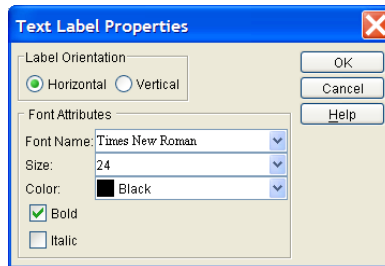 Text Label Properties
Label Orientation
Horizontal Vertical
Font Attributes
Font Name: Times New Roman
Size: 24
Color: Black
Bold
Italic
OK
Cancel
Help